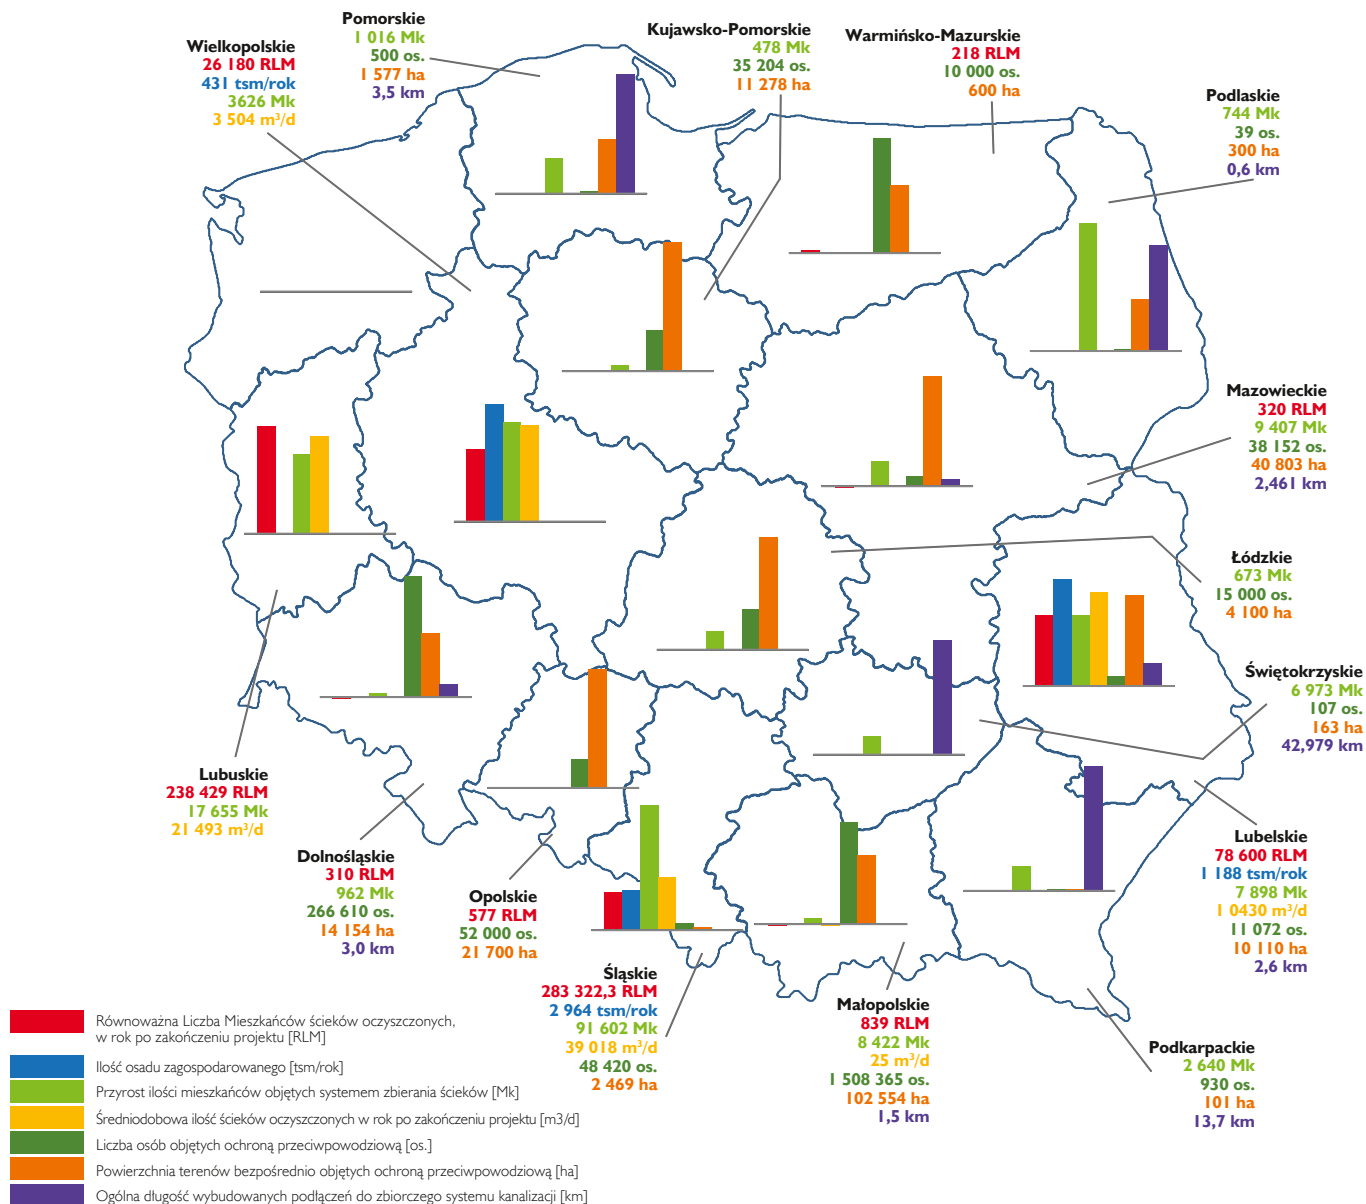 Pomorskie
1 016 Mk
500 os.
1 577 ha
3,5 km
Wielkopolskie
26 180 RLM
431 tsm/rok
3626 Mk
3 504 m³/d
Kujawsko-Pomorskie
478 Mk
35 204 os.
11 278 ha
Warmińsko-Mazurskie
218 RLM
10 000 os.
600 ha
Podlaskie
744 Mk
39 os.
300 ha
0,6 km
Mazowieckie
320 RLM
9 407 Mk
38 152 os.
40 803 ha
2,461 km
Łódzkie
673 Mk
15 000 os.
4 100 ha
Świętokrzyskie
6 973 Mk
107 os.
163 ha
42,979 km
Lubuskie
238 429 RLM
17 655 Mk
21 493 m³/d
Dolnośląskie
310 RLM
962 Mk
266 610 os.
14 154 ha
3,0 km
Opolskie
577 RLM
52 000 os.
21 700 ha
Śląskie
283 322,3 RLM
2 964 tsm/rok
91 602 Mk
39 018 m³/d
48 420 os.
2 469 ha
Małopolskie
839 RLM
8 422 Mk
25 m³/d
1 508 365 os.
102 554 ha
1,5 km
Lubelskie
78 600 RLM
1 188 tsm/rok
7 898 Mk
1 0430 m³/d
11 072 os.
10 110 ha
2,6 km
Podkarpackie
2 640 Mk
930 os.
101 ha
13,7 km
Równoważna Liczba Mieszkańców ścieków oczyszczonych,
w rok po zakończeniu projektu [RLM]
Ilość osadu zagospodarowanego [tsm/rok]
Przyrost ilości mieszkańców objętych systemem zbierania ścieków [Mk]
Średniodobowa ilość ścieków oczyszczonych w rok po zakończeniu projektu [m3/d]
Liczba osób objętych ochroną przeciwpowodziową [os.]
Powierzchnia terenów bezpośrednio objętych ochroną przeciwpowodziową [ha]
Ogólna długość wybudowanych podłączeń do zbiorczego systemu kanalizacji [km]